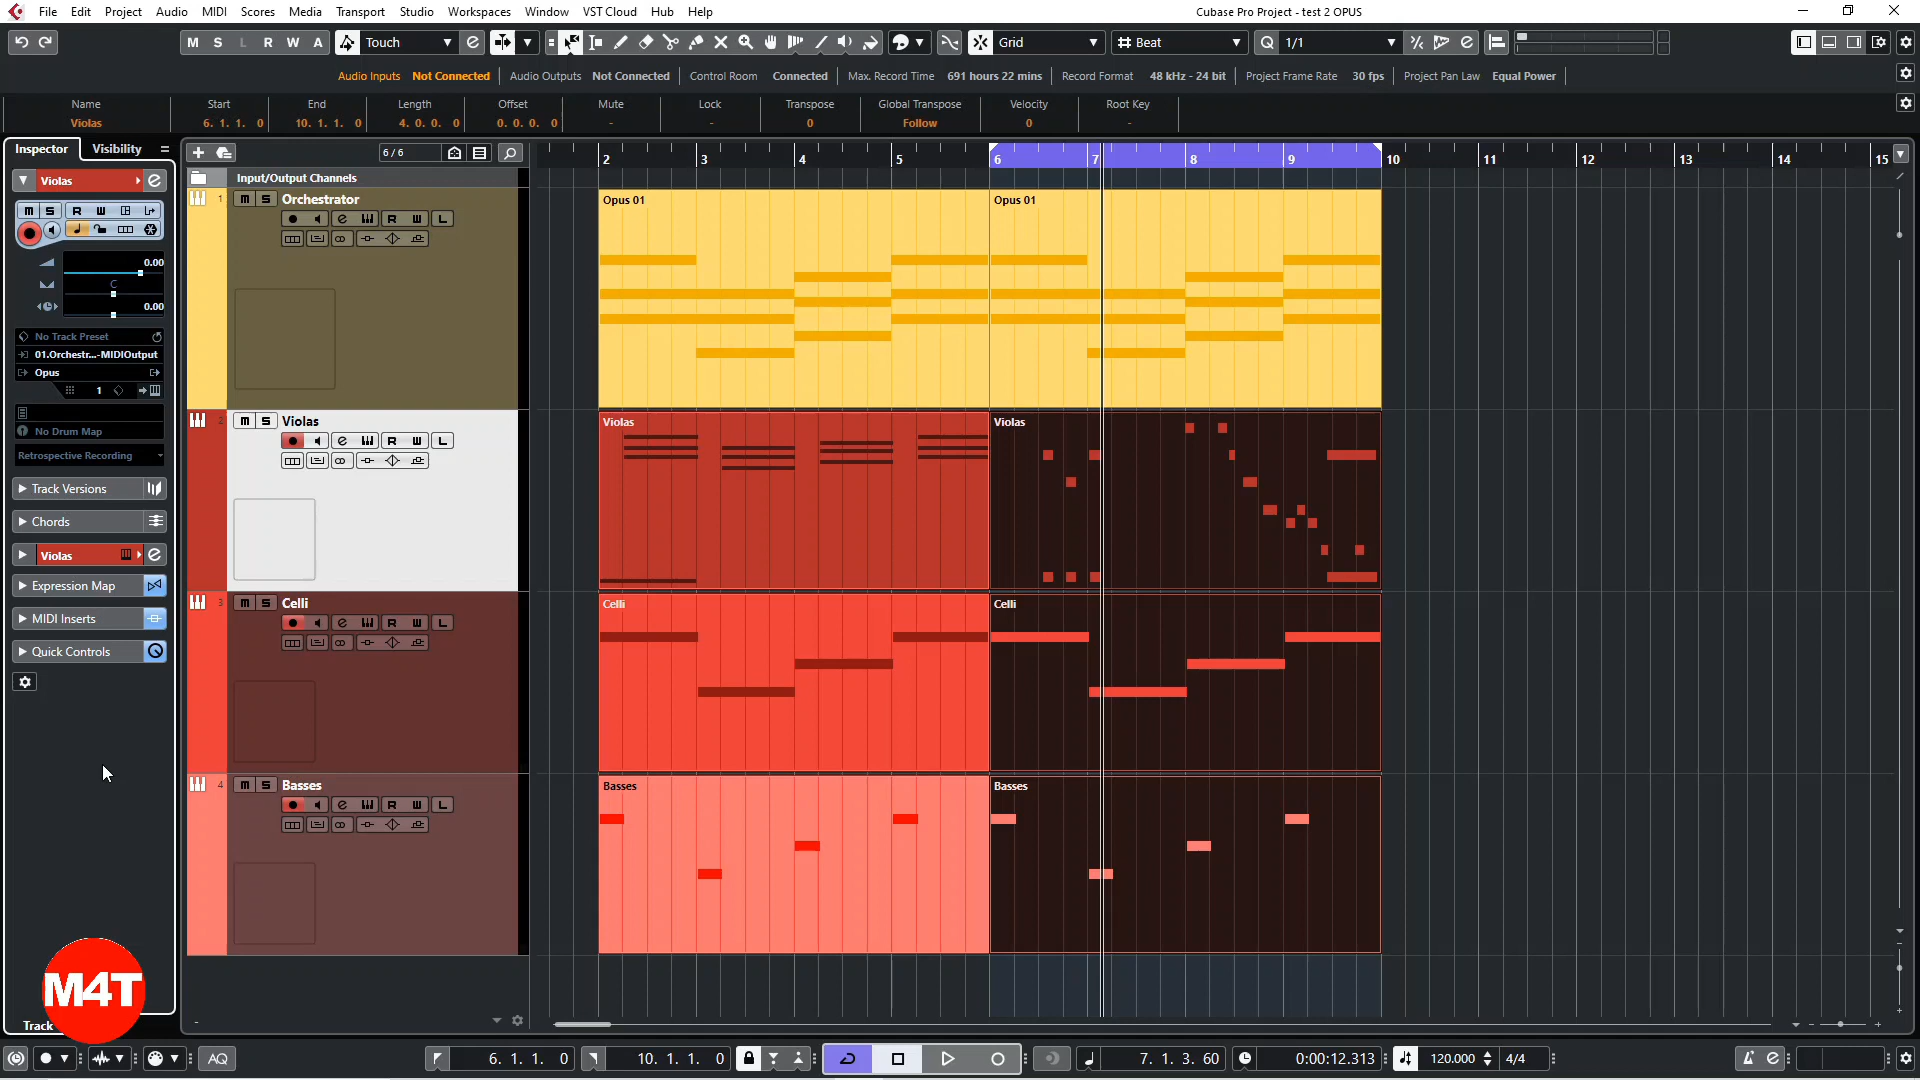 File Edit Project Audio MIDI Scores Media Transport Studio Workspaces Window VST Cloud Hub Help Cubase Pro Project - test 2 OPUS
M S L R W A Touch Grid Beat Q 1/1
Audio Inputs Not Connected Audio Outputs Not Connected Control Room Connected Max. Record Time 691 hours 22 mins Record Format 48 kHz - 24 bit Project Frame Rate 30 fps Project Pan Law Equal Power
Name Start End Length Offset Mute Lock Transpose Global Transpose Velocity Root Key
Violas 6. 1. 1. 0 10. 1. 1. 0 4. 0. 0. 0 0. 0. 0. 0 - - 0 Follow 0 -
Inspector Visibility
6 / 6
2 3 4 5 6 7 8 9 10 11 12 13 14 15
Violas
Input/Output Channels
1 m S Orchestrator
R W L
Opus 01 Opus 01
m S R W
0.00
C
0.00
No Track Preset
01.Orchestr...-MIDIOutput
Opus
1
No Drum Map
Retrospective Recording
Track Versions
Chords
Violas
Expression Map
MIDI Inserts
Quick Controls
2 m S Violas
R W L
Violas Violas
3 m S Celli
R W L
Celli Celli
4 m S Basses
R W L
Basses Basses
M4T
Track
AQ 6. 1. 1. 0 10. 1. 1. 0 7. 1. 3. 60 0:00:12.313 120.000 4/4